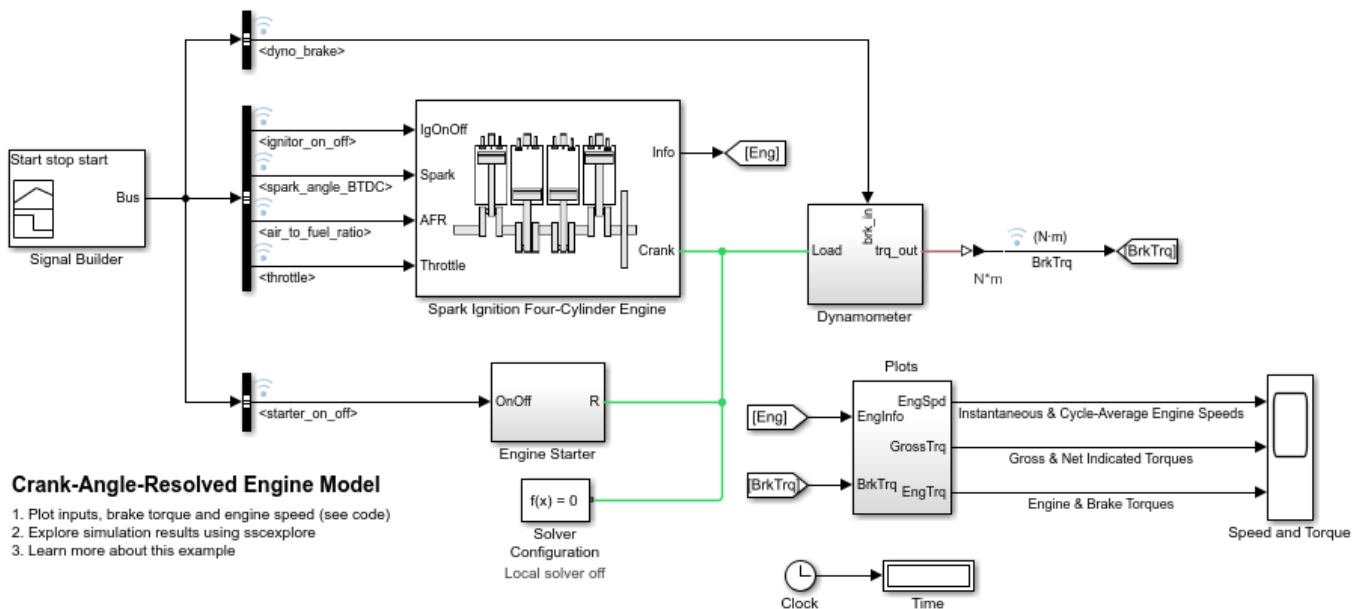 <dyno_brake>
Start stop start
Bus
Signal Builder
<ignitor_on_off>
<spark_angle_BTDC>
<air_to_fuel_ratio>
<throttle>
IgOnOff
Spark
AFR
Throttle
Info
Crank
Spark Ignition Four-Cylinder Engine
[Eng]
brk_in
Load
trq_out
Dynamometer
N*m
(N·m)
BrkTrq
[BrkTrq]
<starter_on_off>
OnOff
R
Engine Starter
f(x) = 0
Solver
Configuration
Local solver off
Plots
[Eng]
[BrkTrq]
EngInfo
BrkTrq
EngSpd
GrossTrq
EngTrq
Instantaneous & Cycle-Average Engine Speeds
Gross & Net Indicated Torques
Engine & Brake Torques
Speed and Torque
Crank-Angle-Resolved Engine Model
1. Plot inputs, brake torque and engine speed (see code)
2. Explore simulation results using sscexplore
3. Learn more about this example
Clock
Time